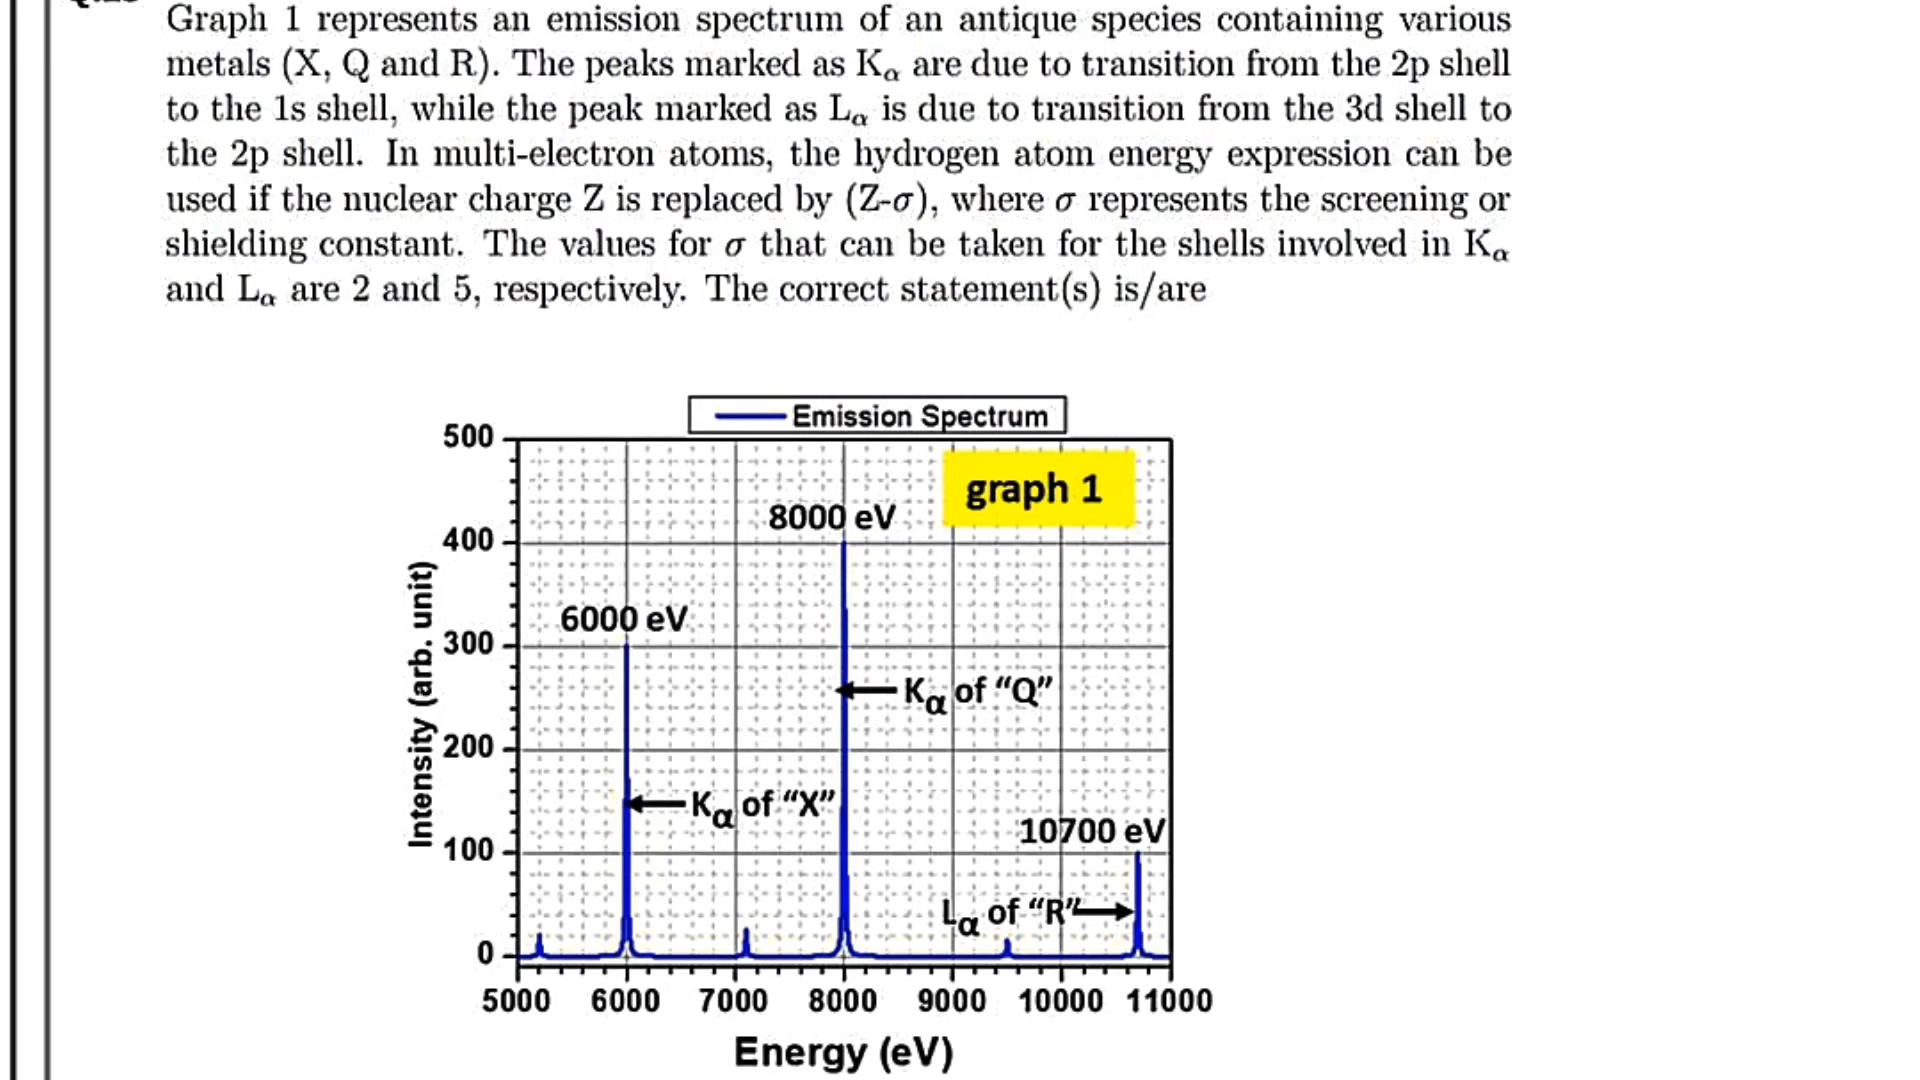 Graph 1 represents an emission spectrum of an antique species containing various
metals (X, Q and R). The peaks marked as Kα are due to transition from the 2p shell
to the 1s shell, while the peak marked as Lα is due to transition from the 3d shell to
the 2p shell. In multi-electron atoms, the hydrogen atom energy expression can be
used if the nuclear charge Z is replaced by (Z-σ), where σ represents the screening or
shielding constant. The values for σ that can be taken for the shells involved in Kα
and Lα are 2 and 5, respectively. The correct statement(s) is/are
Emission Spectrum
graph 1
500
8000 eV
400
6000 eV
300
Kα of “Q”
200
Kα of “X”
10700 eV
100
Lα of “R”
0
Intensity (arb. unit)
5000 6000 7000 8000 9000 10000 11000
Energy (eV)